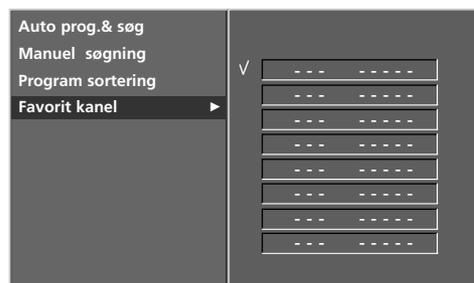 Auto prog.& søg
Manuel søgning
Program sortering
Favorit kanel ►
√ - - - - - - - -
- - - - - - - -
- - - - - - - -
- - - - - - - -
- - - - - - - -
- - - - - - - -
- - - - - - - -
- - - - - - - -